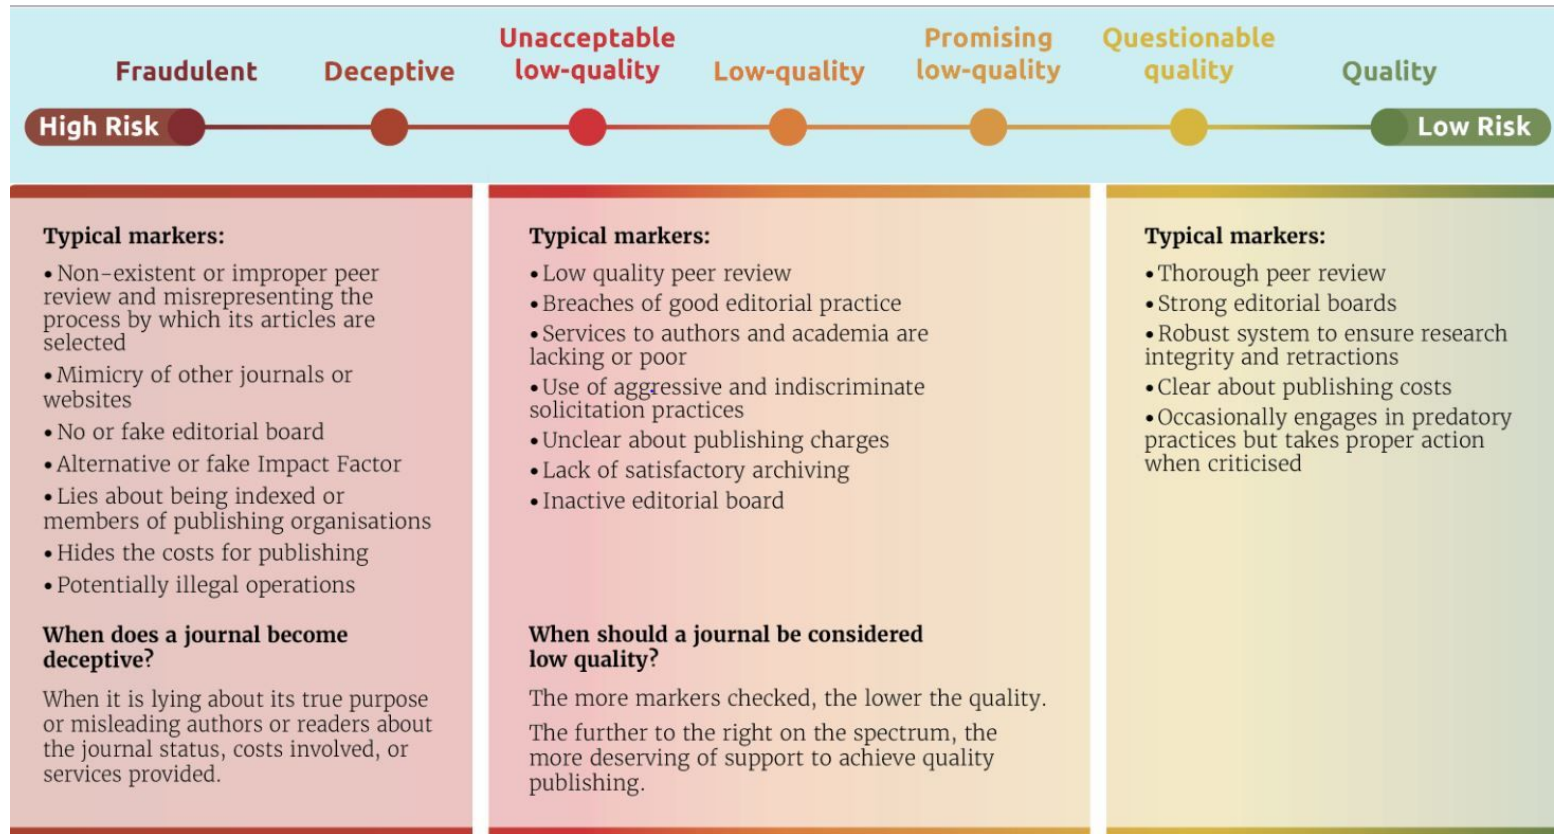 Fraudulent
Deceptive
Unacceptable
low-quality
Low-quality
Promising
low-quality
Questionable
quality
Quality
High Risk
Low Risk
Typical markers:
• Non-existent or improper peer
review and misrepresenting the
process by which its articles are
selected
• Mimicry of other journals or
websites
• No or fake editorial board
• Alternative or fake Impact Factor
• Lies about being indexed or
members of publishing organisations
• Hides the costs for publishing
• Potentially illegal operations
When does a journal become
deceptive?
When it is lying about its true purpose
or misleading authors or readers about
the journal status, costs involved, or
services provided.
Typical markers:
• Low quality peer review
• Breaches of good editorial practice
• Services to authors and academia are
lacking or poor
• Use of aggressive and indiscriminate
solicitation practices
• Unclear about publishing charges
• Lack of satisfactory archiving
• Inactive editorial board
When should a journal be considered
low quality?
The more markers checked, the lower the quality.
The further to the right on the spectrum, the
more deserving of support to achieve quality
publishing.
Typical markers:
• Thorough peer review
• Strong editorial boards
• Robust system to ensure research
integrity and retractions
• Clear about publishing costs
• Occasionally engages in predatory
practices but takes proper action
when criticised